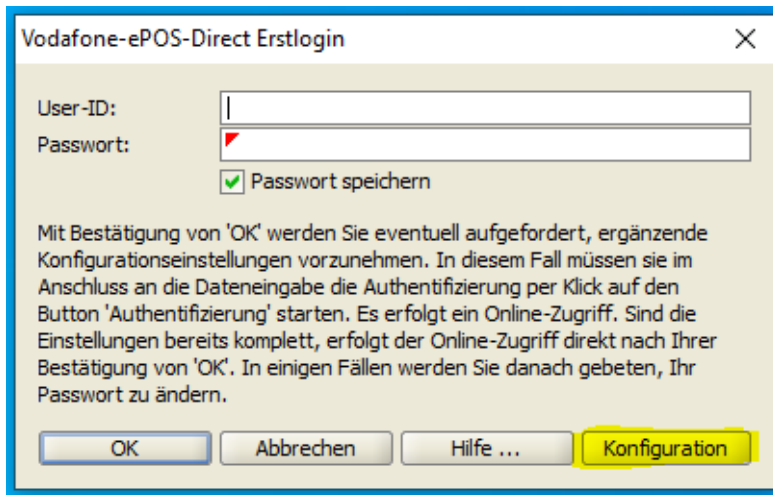 Vodafone-ePOS-Direct Erstlogin
User-ID:
Passwort:
Passwort speichern
Mit Bestätigung von 'OK' werden Sie eventuell aufgefordert, ergänzende
Konfigurationseinstellungen vorzunehmen. In diesem Fall müssen sie im
Anschluss an die Dateneingabe die Authentifizierung per Klick auf den
Button 'Authentifizierung' starten. Es erfolgt ein Online-Zugriff. Sind die
Einstellungen bereits komplett, erfolgt der Online-Zugriff direkt nach Ihrer
Bestätigung von 'OK'. In einigen Fällen werden Sie danach gebeten, Ihr
Passwort zu ändern.
OK Abbrechen Hilfe ... Konfiguration